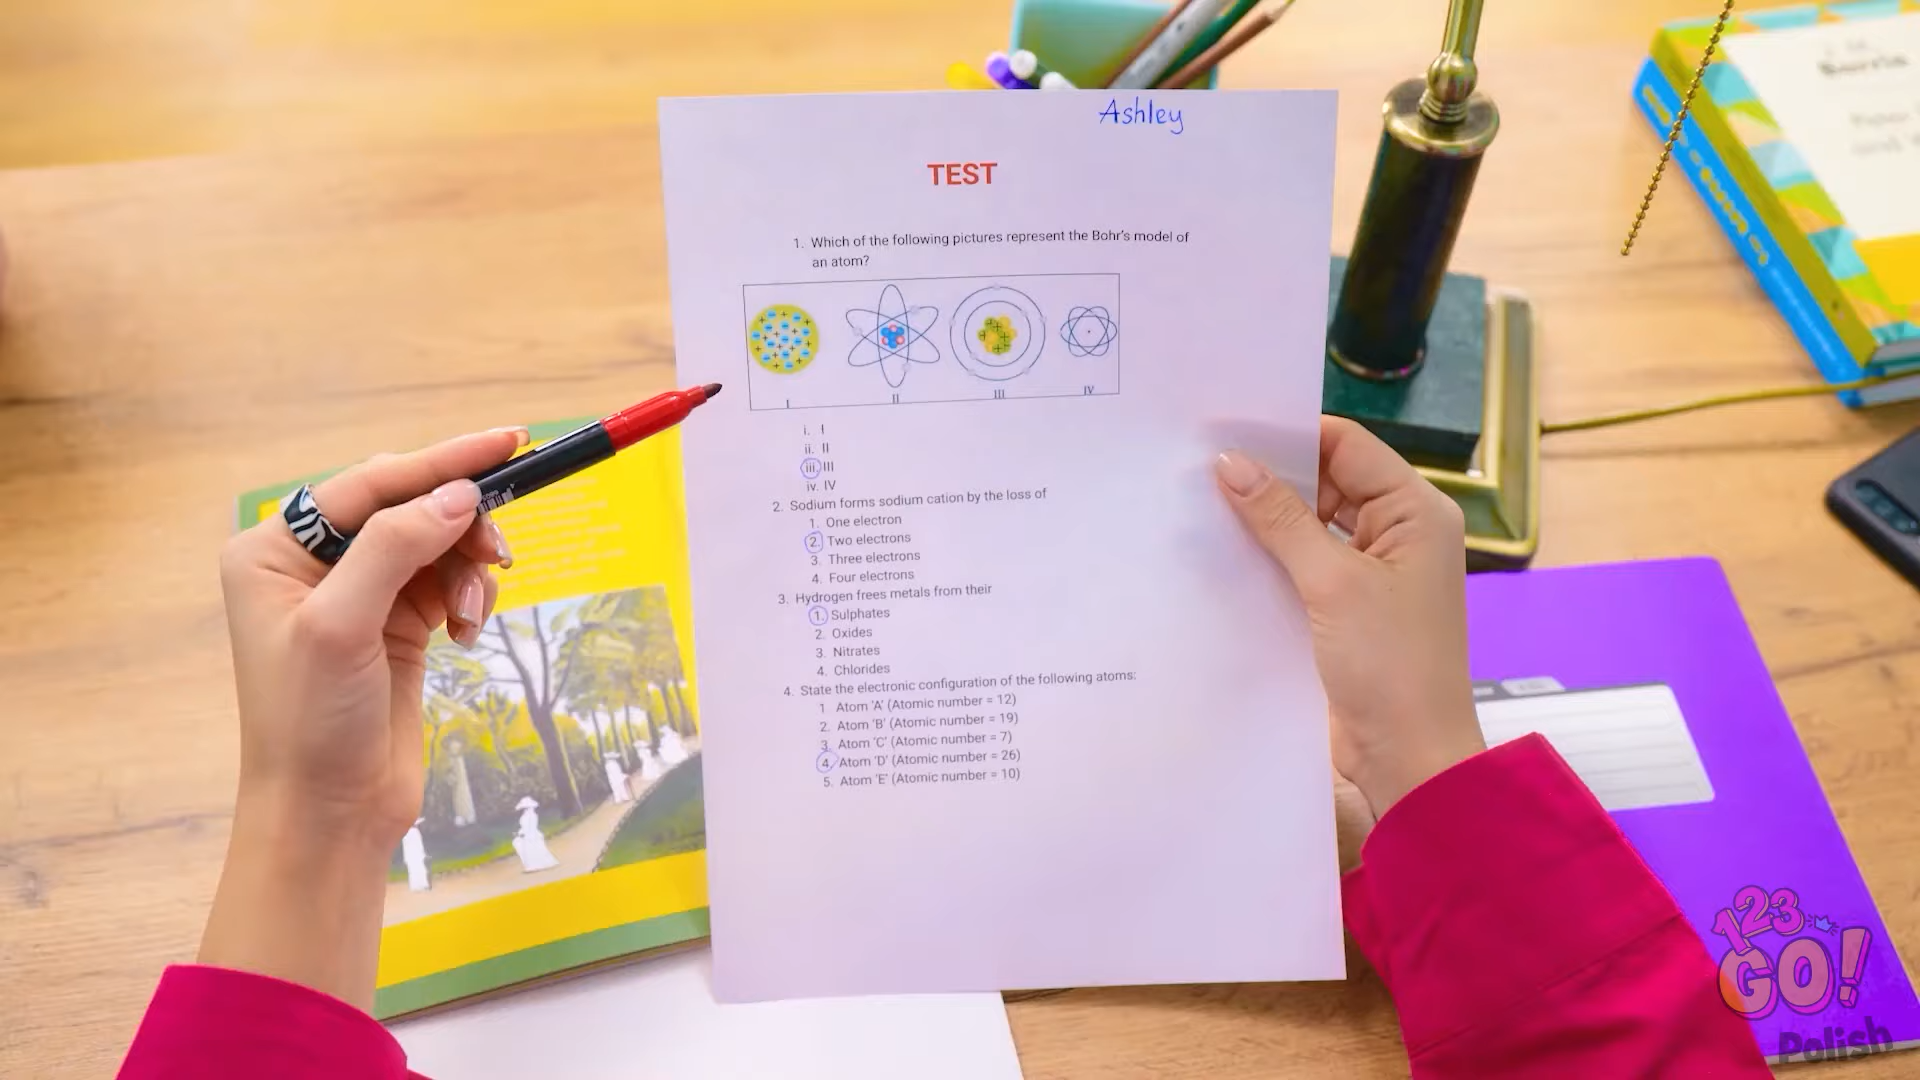 Ashley
TEST
1. Which of the following pictures represent the Bohr's model of
an atom?
I II III IV
i. I
ii. II
iii. III
iv. IV
2. Sodium forms sodium cation by the loss of
1. One electron
2. Two electrons
3. Three electrons
4. Four electrons
3. Hydrogen frees metals from their
1. Sulphates
2. Oxides
3. Nitrates
4. Chlorides
4. State the electronic configuration of the following atoms:
1 Atom 'A' (Atomic number = 12)
2. Atom 'B' (Atomic number = 19)
3. Atom 'C' (Atomic number = 7)
4. Atom 'D' (Atomic number = 26)
5. Atom 'E' (Atomic number = 10)
123
GO!
Polish